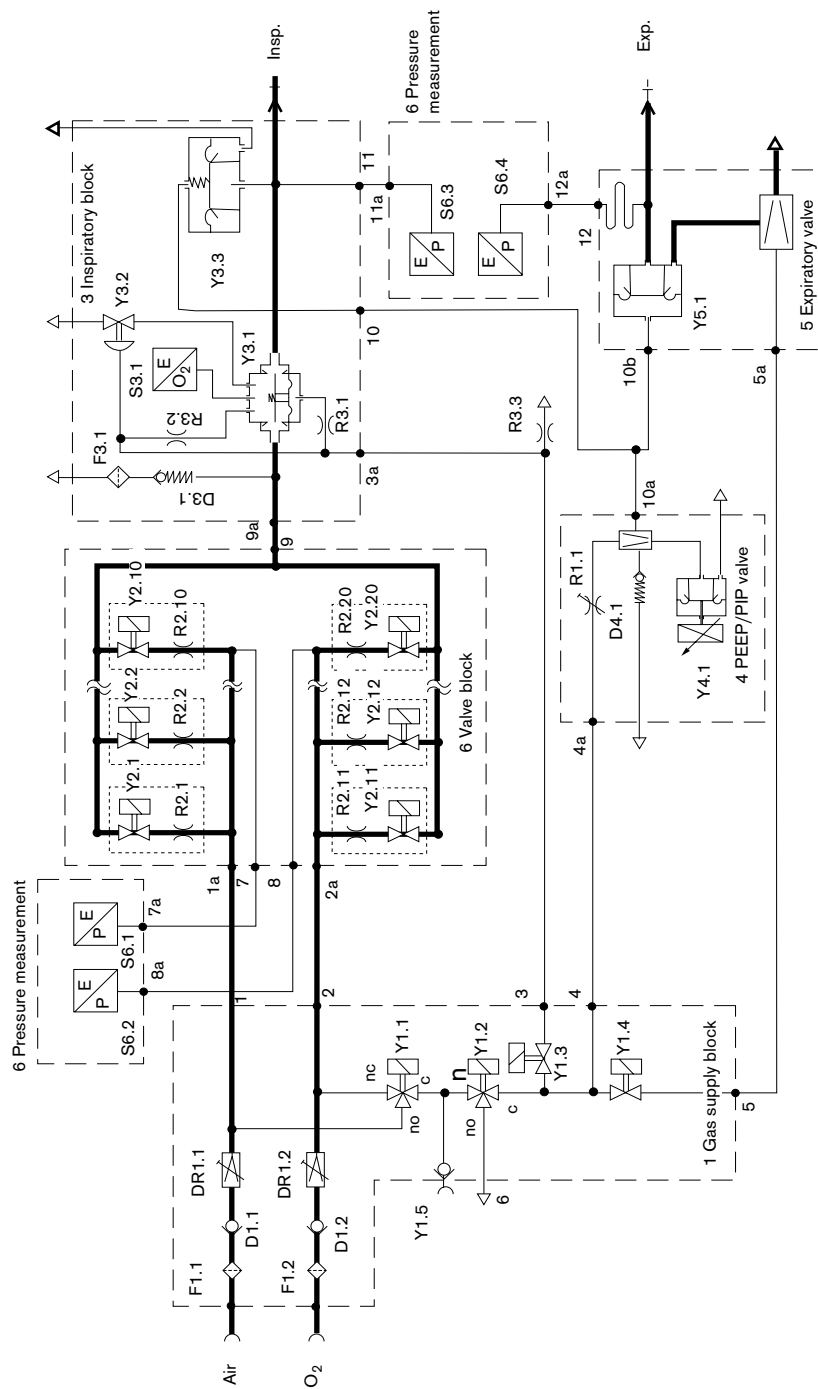 Air
O2
F1.1
D1.1
DR1.1
F1.2
D1.2
DR1.2
Y1.5
6
no
nc
c
Y1.1
no
n
c
Y1.2
Y1.3
Y1.4
1 Gas supply block
1
2
3
4
5
6 Pressure measurement
S6.2
P
E
S6.1
P
E
8a
7a
1a
7
8
2a
Y2.1
R2.1
Y2.2
R2.2
Y2.10
R2.10
R2.11
Y2.11
R2.12
Y2.12
R2.20
Y2.20
6 Valve block
9
9a
3 Inspiratory block
D3.1
F3.1
R3.2
S3.1
Y3.2
E
O2
Y3.1
R3.1
Y3.3
3a
10
11
Insp.
6 Pressure measurement
11a
S6.3
E
P
S6.4
E
P
12a
12
R3.3
4a
R1.1
D4.1
Y4.1
4 PEEP/PIP valve
10a
10b
5a
Y5.1
5 Expiratory valve
Exp.